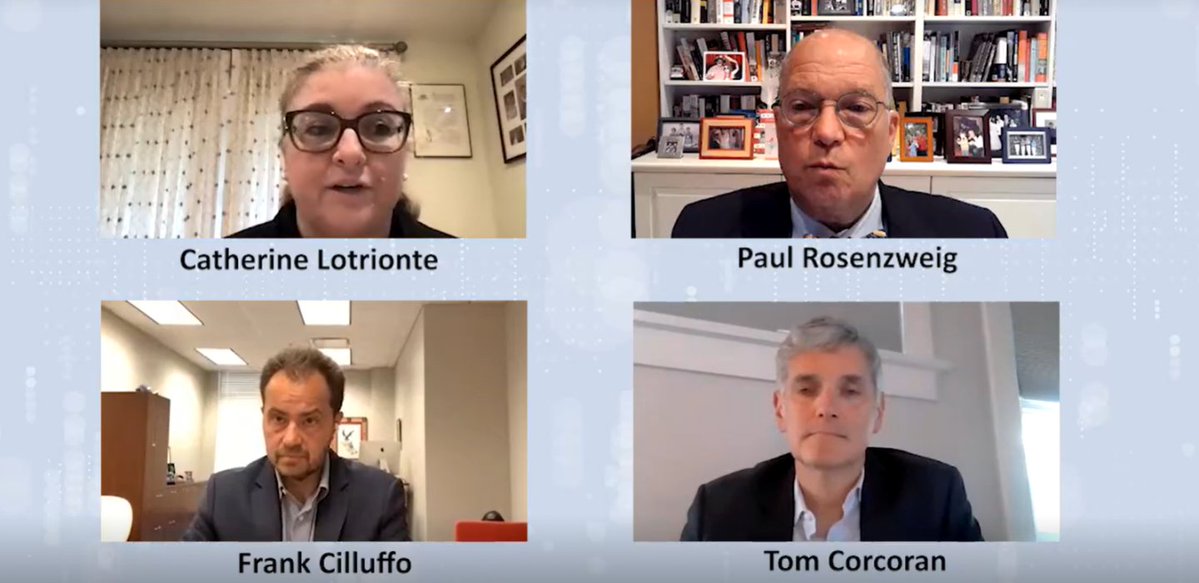 Catherine Lotrionte
Paul Rosenzweig
Frank Cilluffo
Tom Corcoran